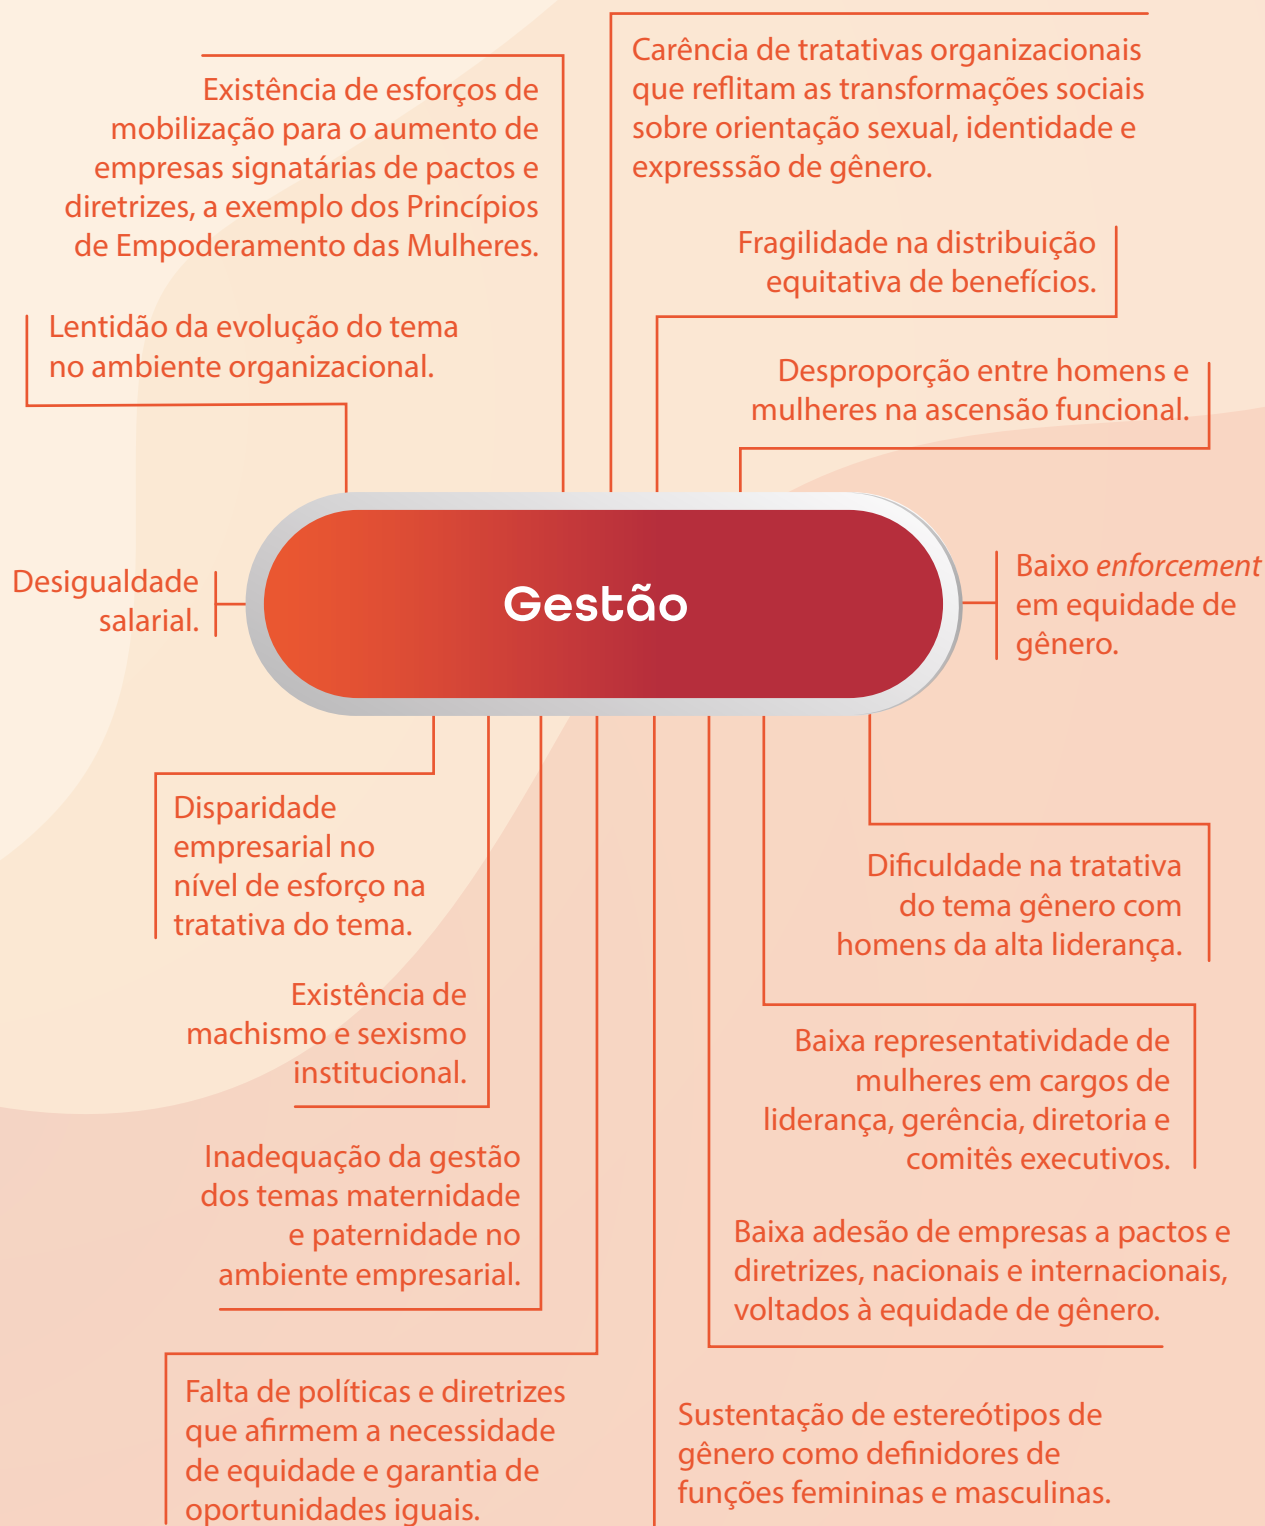 Existência de esforços de
mobilização para o aumento de
empresas signatárias de pactos e
diretrizes, a exemplo dos Princípios
de Empoderamento das Mulheres.
Carência de tratativas organizacionais
que reflitam as transformações sociais
sobre orientação sexual, identidade e
expresssão de gênero.
Fragilidade na distribuição
equitativa de benefícios.
Lentidão da evolução do tema
no ambiente organizacional.
Desproporção entre homens e
mulheres na ascensão funcional.
Desigualdade
salarial.
Gestão
Baixo enforcement
em equidade de
gênero.
Disparidade
empresarial no
nível de esforço na
tratativa do tema.
Dificuldade na tratativa
do tema gênero com
homens da alta liderança.
Existência de
machismo e sexismo
institucional.
Baixa representatividade de
mulheres em cargos de
liderança, gerência, diretoria e
comitês executivos.
Inadequação da gestão
dos temas maternidade
e paternidade no
ambiente empresarial.
Baixa adesão de empresas a pactos e
diretrizes, nacionais e internacionais,
voltados à equidade de gênero.
Falta de políticas e diretrizes
que afirmem a necessidade
de equidade e garantia de
oportunidades iguais.
Sustentação de estereótipos de
gênero como definidores de
funções femininas e masculinas.